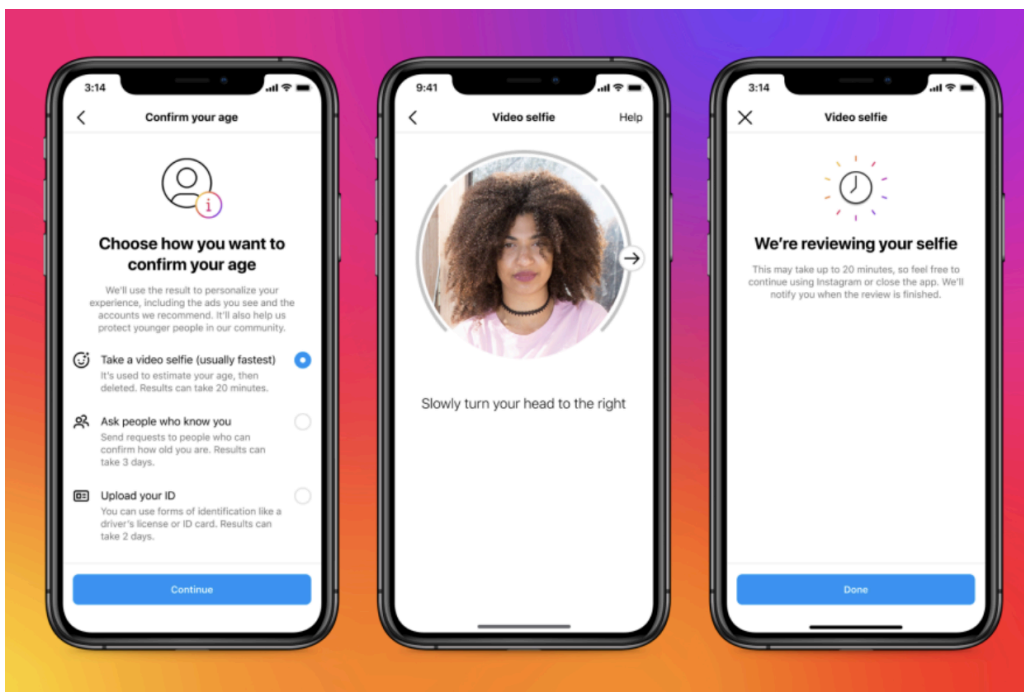 3:14
Confirm your age
i
Choose how you want to
confirm your age
We'll use the result to personalize your
experience, including the ads you see and the
accounts we recommend. It'll also help us
protect younger people in our community.
Take a video selfie (usually fastest)
It's used to estimate your age, then
deleted. Results can take 20 minutes.
Ask people who know you
Send requests to people who can
confirm how old you are. Results can
take 3 days.
Upload your ID
You can use forms of identification like a
driver's license or ID card. Results can
take 2 days.
Continue
9:41
Video selfie Help
Slowly turn your head to the right
3:14
Video selfie
We're reviewing your selfie
This may take up to 20 minutes, so feel free to
continue using Instagram or close the app. We'll
notify you when the review is finished.
Done